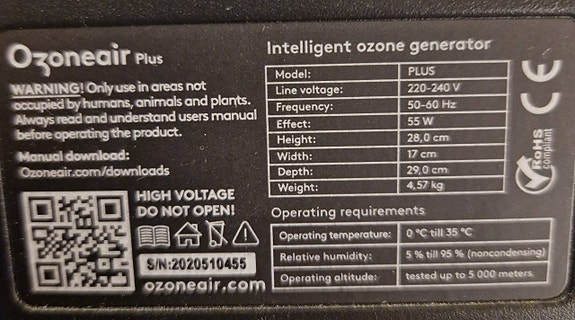 Ozoneair Plus
WARNING! Only use in areas not
occupied by humans, animals and plants.
Always read and understand users manual
before operating the product.
Manual download:
Ozoneair.com/downloads
HIGH VOLTAGE
DO NOT OPEN!
S/N:2020510455
ozoneair.com
Intelligent ozone generator
Model: PLUS
Line voltage: 220-240 V
Frequency: 50-60 Hz
Effect: 55 W
Height: 28,0 cm
Width: 17 cm
Depth: 29,0 cm
Weight: 4,57 kg
Operating requirements
Operating temperature: 0 °C till 35 °C
Relative humidity: 5 % till 95 % (noncondensing)
Operating altitude: tested up to 5 000 meters
CE
RoHS
compliant